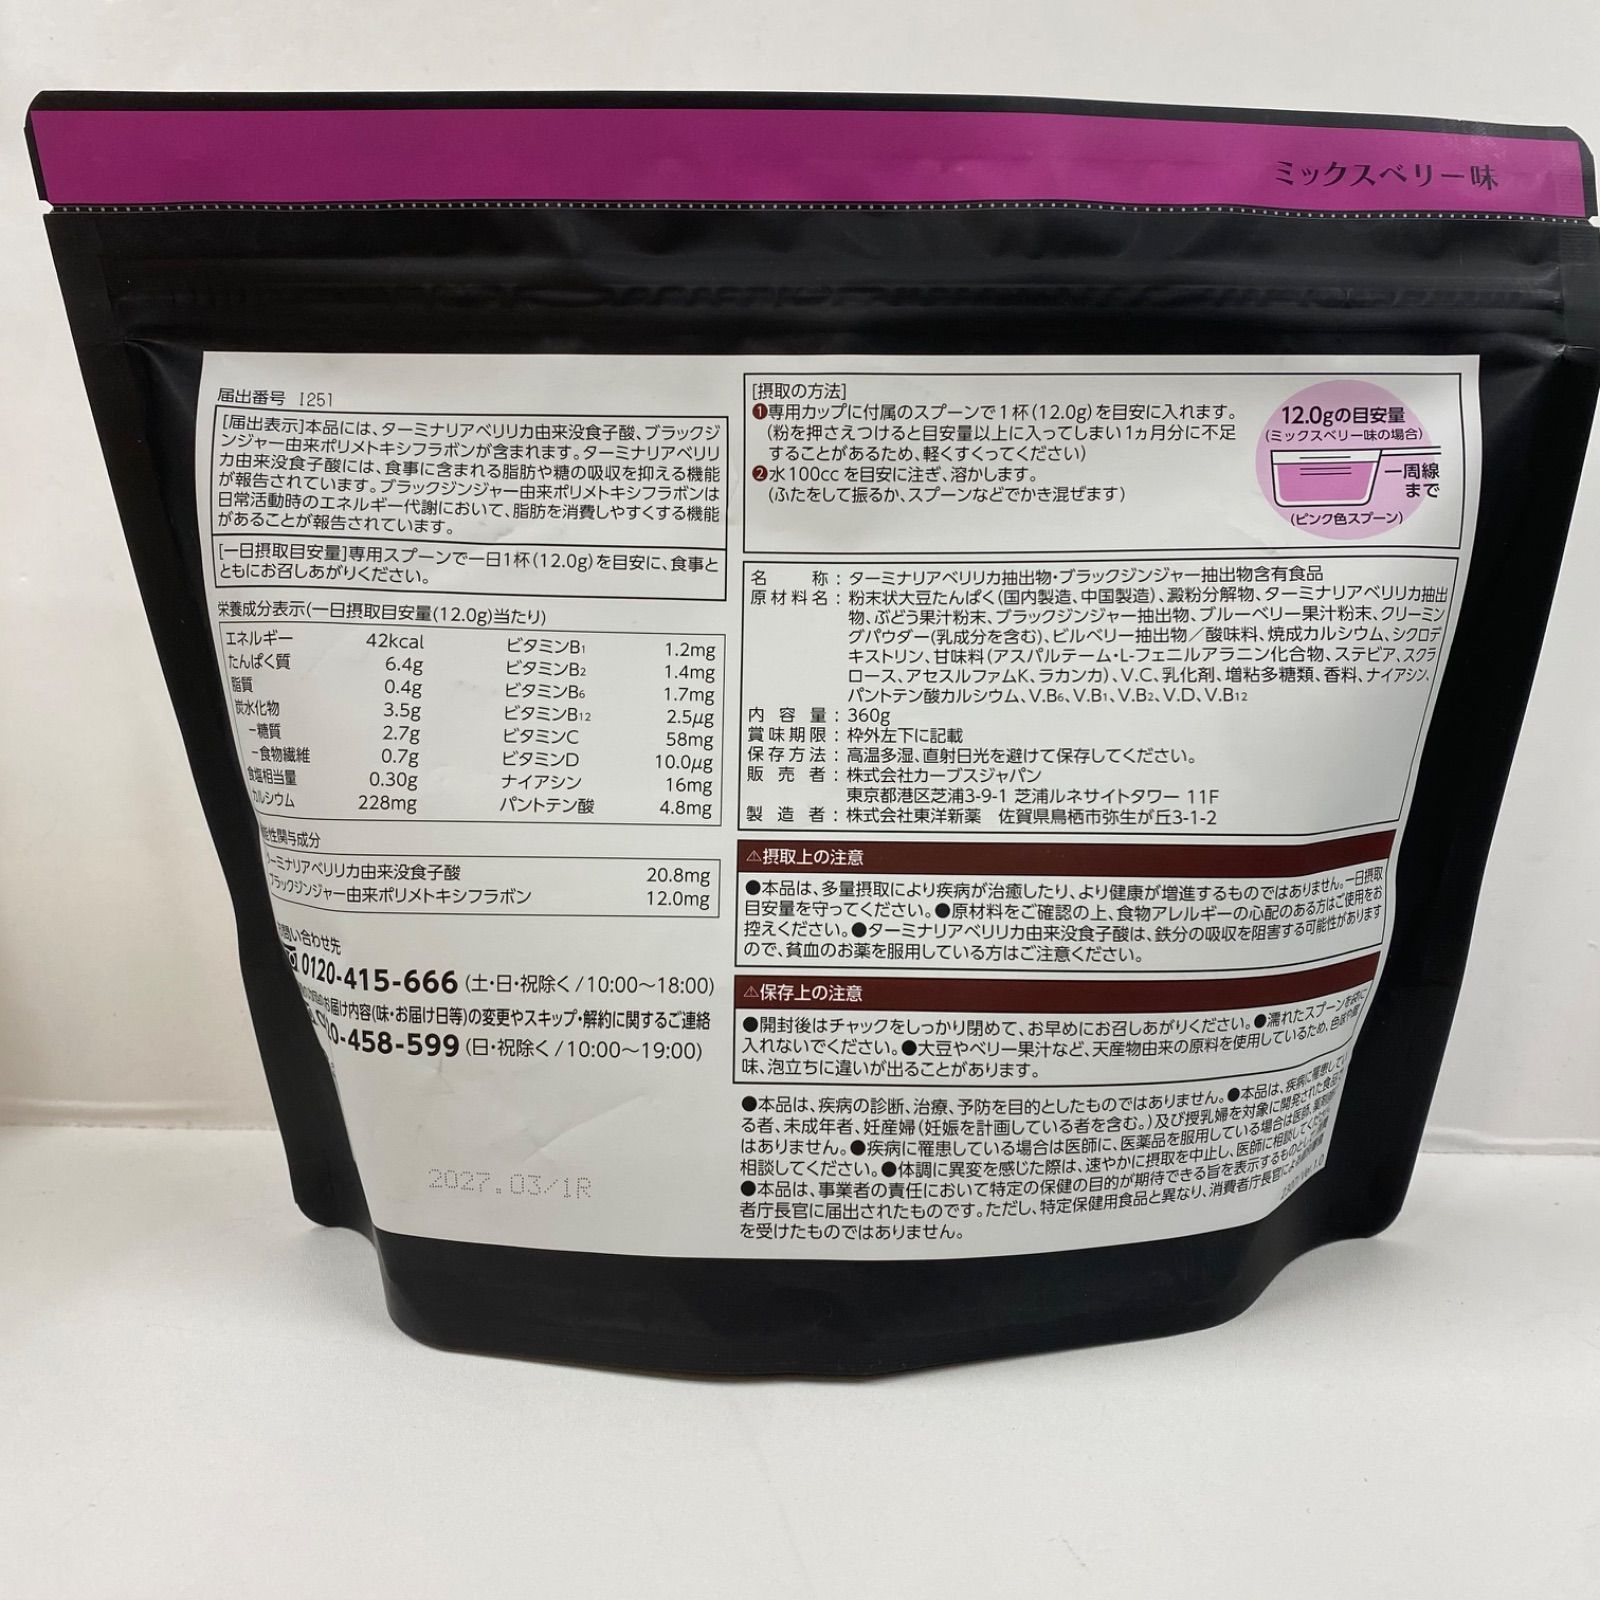 ミックスベリー味
届出番号 I251
[届出表示]本品には、ターミナリアベリリカ由来没食子酸、ブラックジ
ンジャー由来ポリメトキシフラボンが含まれます。ターミナリアベリリ
カ由来没食子酸には、食事に含まれる脂肪や糖の吸収を抑える機能
が報告されています。ブラックジンジャー由来ポリメトキシフラボンは
日常活動時のエネルギー代謝において、脂肪を消費しやすくする機能
があることが報告されています。
[一日摂取目安量]専用スプーンで一日1杯(12.0g)を目安に、食事と
ともにお召しあがりください。
栄養成分表示(一日摂取目安量(12.0g)当たり)
エネルギー 42kcal ビタミンB1 1.2mg
たんぱく質 6.4g ビタミンB2 1.4mg
脂質 0.4g ビタミンB6 1.7mg
炭水化物 3.5g ビタミンB12 2.5μg
-糖質 2.7g ビタミンC 58mg
-食物繊維 0.7g ビタミンD 10.0μg
食塩相当量 0.30g ナイアシン 16mg
カルシウム 228mg パントテン酸 4.8mg
性関与成分
ターミナリアベリリカ由来没食子酸 20.8mg
ブラックジンジャー由来ポリメトキシフラボン 12.0mg
お問い合わせ先
0120-415-666 (土・日・祝除く/10:00〜18:00)
お届け内容(味・お届け日等)の変更やスキップ・解約に関するご連絡
0-458-599 (日・祝除く/10:00〜19:00)
2027.03/1R
[摂取の方法]
❶専用カップに付属のスプーンで1杯(12.0g)を目安に入れます。
(粉を押さえつけると目安量以上に入ってしまい1ヵ月分に不足
することがあるため、軽くすくってください)
❷水100ccを目安に注ぎ、溶かします。
(ふたをして振るか、スプーンなどでかき混ぜます)
12.0gの目安量
(ミックスベリー味の場合)
一周線
まで
(ピンク色スプーン)
名称:ターミナリアベリリカ抽出物・ブラックジンジャー抽出物含有食品
原材料名:粉末状大豆たんぱく(国内製造、中国製造)、澱粉分解物、ターミナリアベリリカ抽出
物、ぶどう果汁粉末、ブラックジンジャー抽出物、ブルーベリー果汁粉末、クリーミン
グパウダー(乳成分を含む)、ビルベリー抽出物/酸味料、焼成カルシウム、シクロデ
キストリン、甘味料(アスパルテーム・L-フェニルアラニン化合物、ステビア、スクラ
ロース、アセスルファムK、ラカンカ)、V.C、乳化剤、増粘多糖類、香料、ナイアシン、
パントテン酸カルシウム、V.B6、V.B1、V.B2、V.D、V.B12
内容量:360g
賞味期限:枠外左下に記載
保存方法:高温多湿、直射日光を避けて保存してください。
販売者:株式会社カーブスジャパン
東京都港区芝浦3-9-1 芝浦ルネサイトタワー 11F
製造者:株式会社東洋新薬 佐賀県鳥栖市弥生が丘3-1-2
⚠摂取上の注意
●本品は、多量摂取により疾病が治癒したり、より健康が増進するものではありません。一日摂取
目安量を守ってください。●原材料をご確認の上、食物アレルギーの心配のある方はご使用をお
控えください。●ターミナリアベリリカ由来没食子酸は、鉄分の吸収を阻害する可能性があります
ので、貧血のお薬を服用している方はご注意ください。
⚠保存上の注意
●開封後はチャックをしっかり閉めて、お早めにお召しあがりください。●濡れたスプーンを袋に
入れないでください。●大豆やベリー果汁など、天産物由来の原料を使用しているため、色味や風
味、泡立ちに違いが出ることがあります。
●本品は、疾病の診断、治療、予防を目的としたものではありません。●本品は、疾病に罹患してい
る者、未成年者、妊産婦(妊娠を計画している者を含む。)及び授乳婦を対象に開発された食品で
はありません。●疾病に罹患している場合は医師に、医薬品を服用している場合は医師、薬剤師に
相談してください。●体調に異変を感じた際は、速やかに摂取を中止し、医師に相談してください。
●本品は、事業者の責任において特定の保健の目的が期待できる旨を表示するものとして、消費
者庁長官に届出されたものです。ただし、特定保健用食品と異なり、消費者庁長官による個別審査
を受けたものではありません。